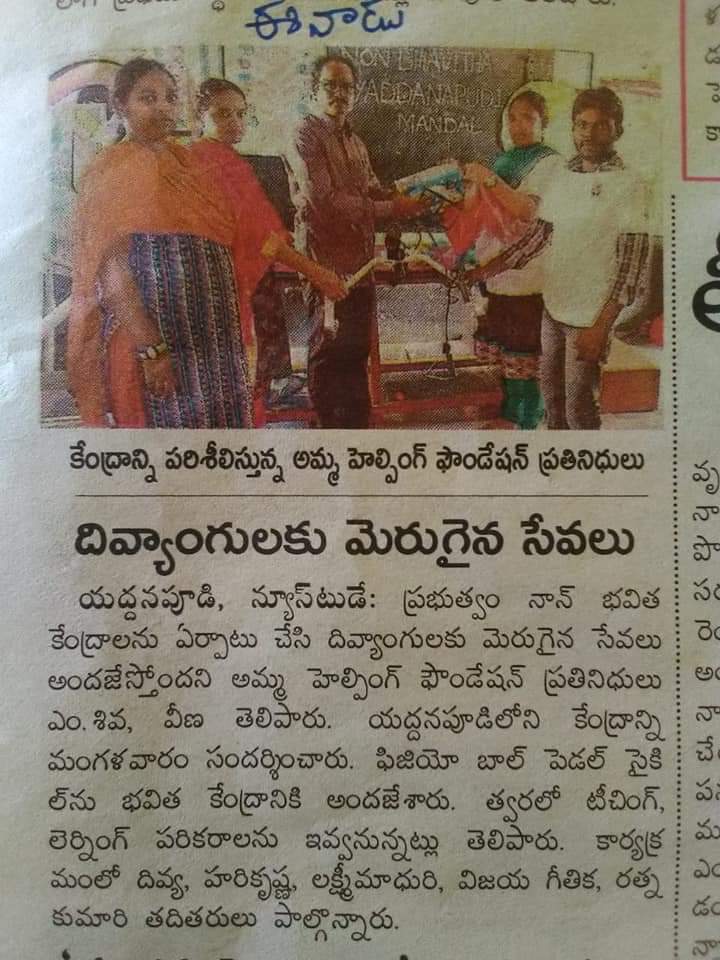 ఈనాడు
NON BHAVITHA
YADDANAPUDI
MANDAL
కేంద్రాన్ని పరిశీలిస్తున్న అమ్మ హెల్పింగ్ ఫౌండేషన్ ప్రతినిధులు
దివ్యాంగులకు మెరుగైన సేవలు
యద్దనపూడి, న్యూస్‌టుడే: ప్రభుత్వం నాన్ భవిత
కేంద్రాలను ఏర్పాటు చేసి దివ్యాంగులకు మెరుగైన సేవలు
అందజేస్తోందని అమ్మ హెల్పింగ్ ఫౌండేషన్ ప్రతినిధులు
ఎం.శివ, వీణ తెలిపారు. యద్దనపూడిలోని కేంద్రాన్ని
మంగళవారం సందర్శించారు. ఫిజియో బాల్ పెడల్ సైకి
ల్‌ను భవిత కేంద్రానికి అందజేశారు. త్వరలో టీచింగ్,
లెర్నింగ్ పరికరాలను ఇవ్వనున్నట్లు తెలిపారు. కార్యక్ర
మంలో దివ్య, హరికృష్ణ, లక్ష్మీమాధురి, విజయ గీతిక, రత్న
కుమారి తదితరులు పాల్గొన్నారు.